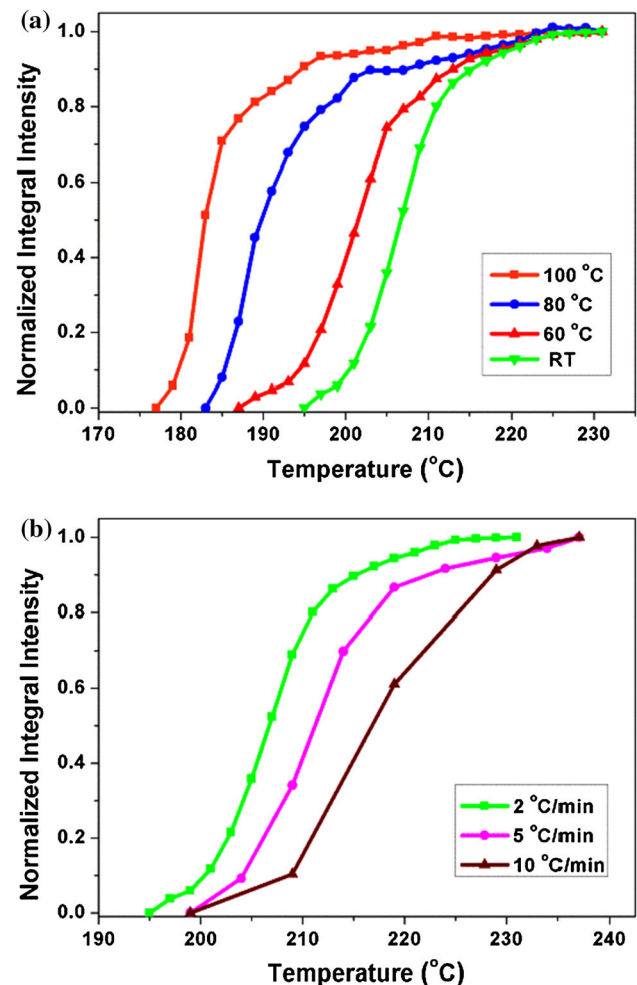 (a)
Normalized Integral Intensity
1.0
0.8
0.6
0.4
0.2
0.0
170 180 190 200 210 220 230
Temperature (°C)
100 °C
80 °C
60 °C
RT
(b)
Normalized Integral Intensity
1.0
0.8
0.6
0.4
0.2
0.0
190 200 210 220 230 240
Temperature (°C)
2 °C/min
5 °C/min
10 °C/min